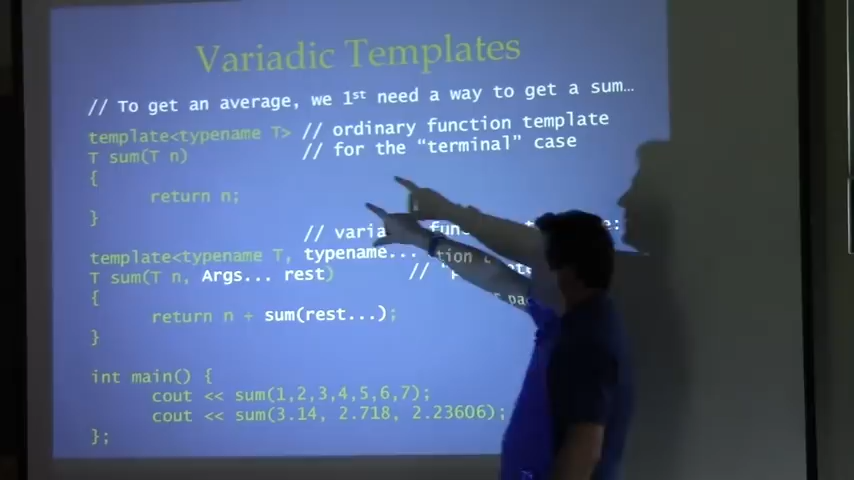 Variadic Templates
// To get an average, we 1st need a way to get a sum…
template<typename T> // ordinary function template
T sum(T n) // for the “terminal” case
{
return n;
}
// varia
template<typename T, typename...
T sum(T n, Args... rest) //
{
return n + sum(rest...);
}
int main() {
cout << sum(1,2,3,4,5,6,7);
cout << sum(3.14, 2.718, 2.23606);
};